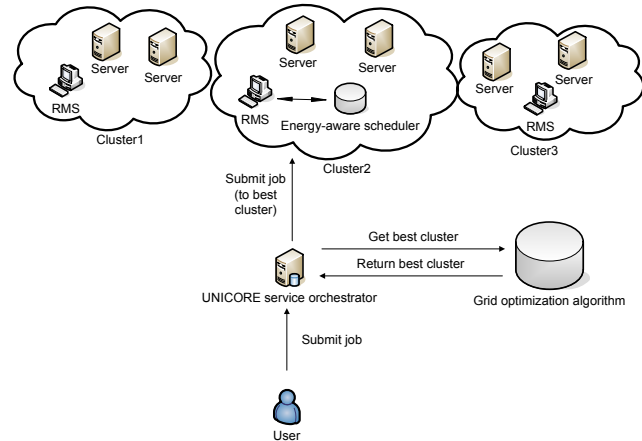 Server
Server
RMS
Cluster1
Server
Server
RMS
Energy-aware scheduler
Cluster2
Server
Server
RMS
Cluster3
Submit job
(to best
cluster)
Get best cluster
Return best cluster
UNICORE service orchestrator
Grid optimization algorithm
Submit job
User